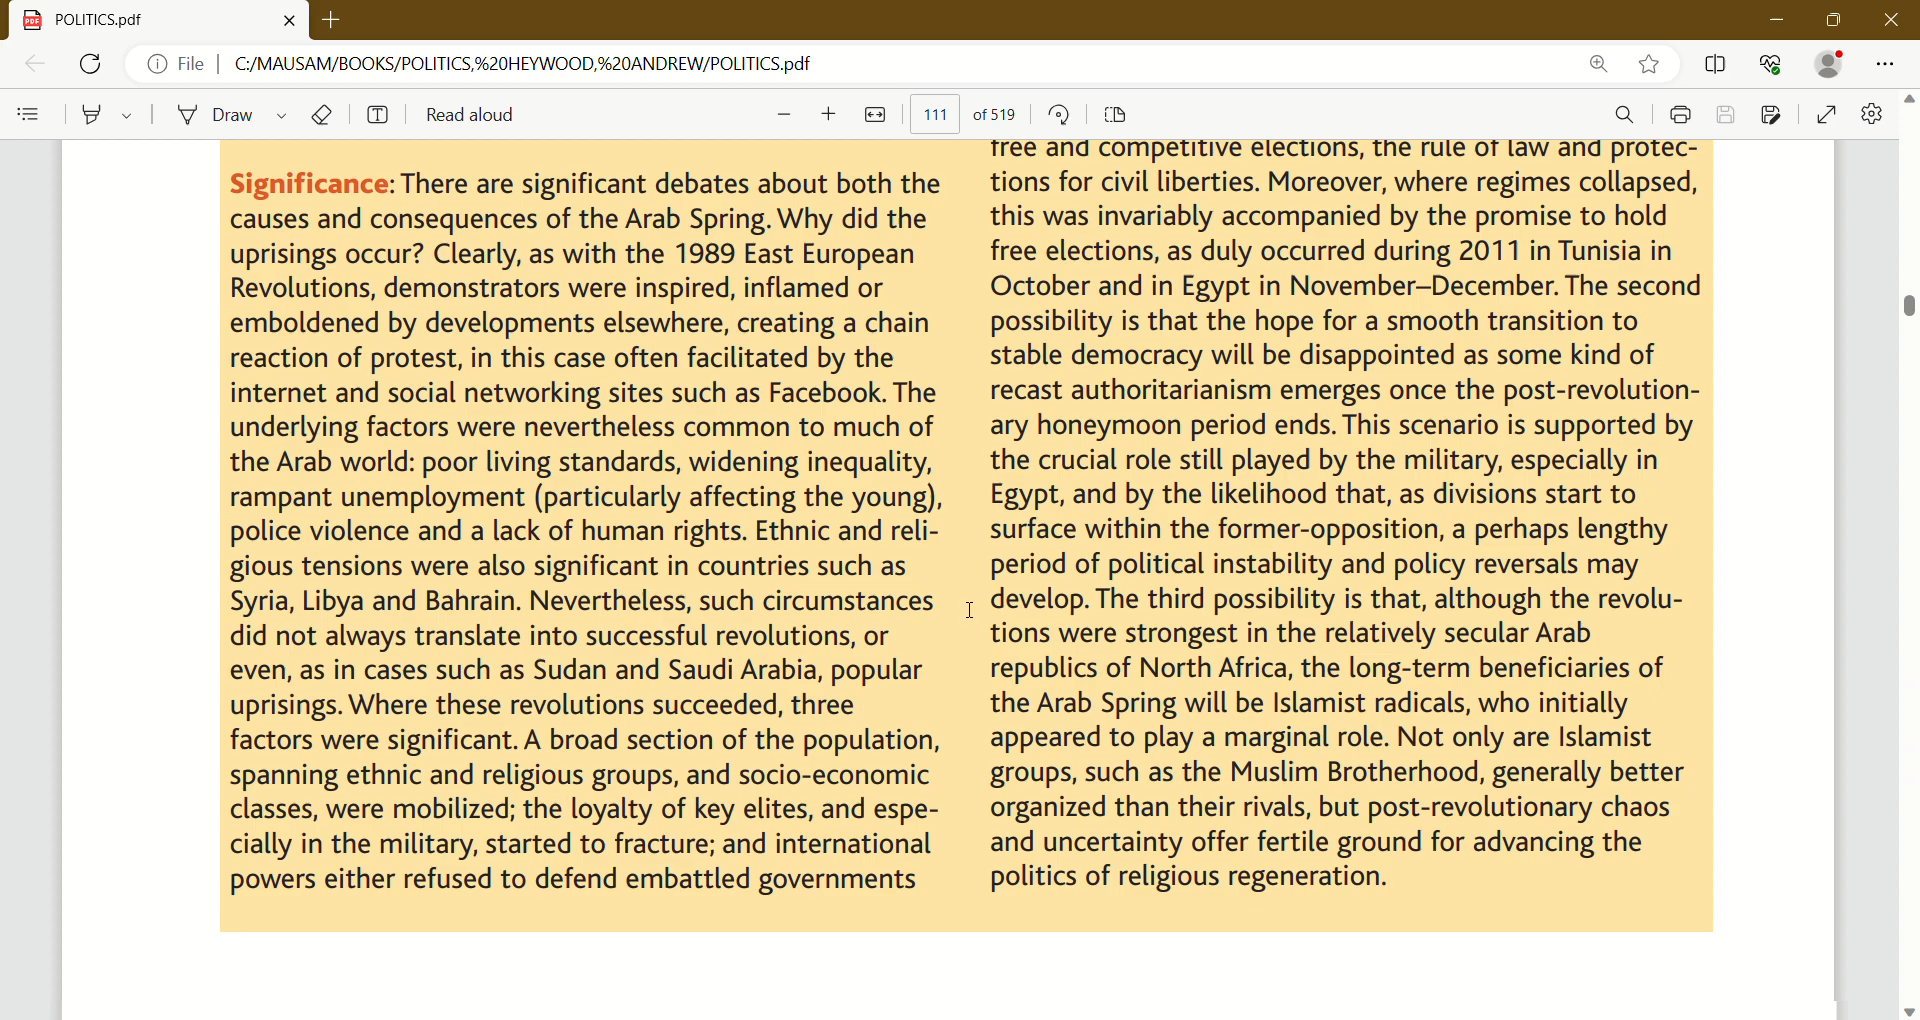 POLITICS.pdf
File
C:/MAUSAM/BOOKS/POLITICS,%20HEYWOOD,%20ANDREW/POLITICS.pdf
Draw
Read aloud
111 of 519
Significance: There are significant debates about both the
causes and consequences of the Arab Spring. Why did the
uprisings occur? Clearly, as with the 1989 East European
Revolutions, demonstrators were inspired, inflamed or
emboldened by developments elsewhere, creating a chain
reaction of protest, in this case often facilitated by the
internet and social networking sites such as Facebook. The
underlying factors were nevertheless common to much of
the Arab world: poor living standards, widening inequality,
rampant unemployment (particularly affecting the young),
police violence and a lack of human rights. Ethnic and reli-
gious tensions were also significant in countries such as
Syria, Libya and Bahrain. Nevertheless, such circumstances
did not always translate into successful revolutions, or
even, as in cases such as Sudan and Saudi Arabia, popular
uprisings. Where these revolutions succeeded, three
factors were significant. A broad section of the population,
spanning ethnic and religious groups, and socio-economic
classes, were mobilized; the loyalty of key elites, and espe-
cially in the military, started to fracture; and international
powers either refused to defend embattled governments
free and competitive elections, the rule of law and protec-
tions for civil liberties. Moreover, where regimes collapsed,
this was invariably accompanied by the promise to hold
free elections, as duly occurred during 2011 in Tunisia in
October and in Egypt in November–December. The second
possibility is that the hope for a smooth transition to
stable democracy will be disappointed as some kind of
recast authoritarianism emerges once the post-revolution-
ary honeymoon period ends. This scenario is supported by
the crucial role still played by the military, especially in
Egypt, and by the likelihood that, as divisions start to
surface within the former-opposition, a perhaps lengthy
period of political instability and policy reversals may
develop. The third possibility is that, although the revolu-
tions were strongest in the relatively secular Arab
republics of North Africa, the long-term beneficiaries of
the Arab Spring will be Islamist radicals, who initially
appeared to play a marginal role. Not only are Islamist
groups, such as the Muslim Brotherhood, generally better
organized than their rivals, but post-revolutionary chaos
and uncertainty offer fertile ground for advancing the
politics of religious regeneration.